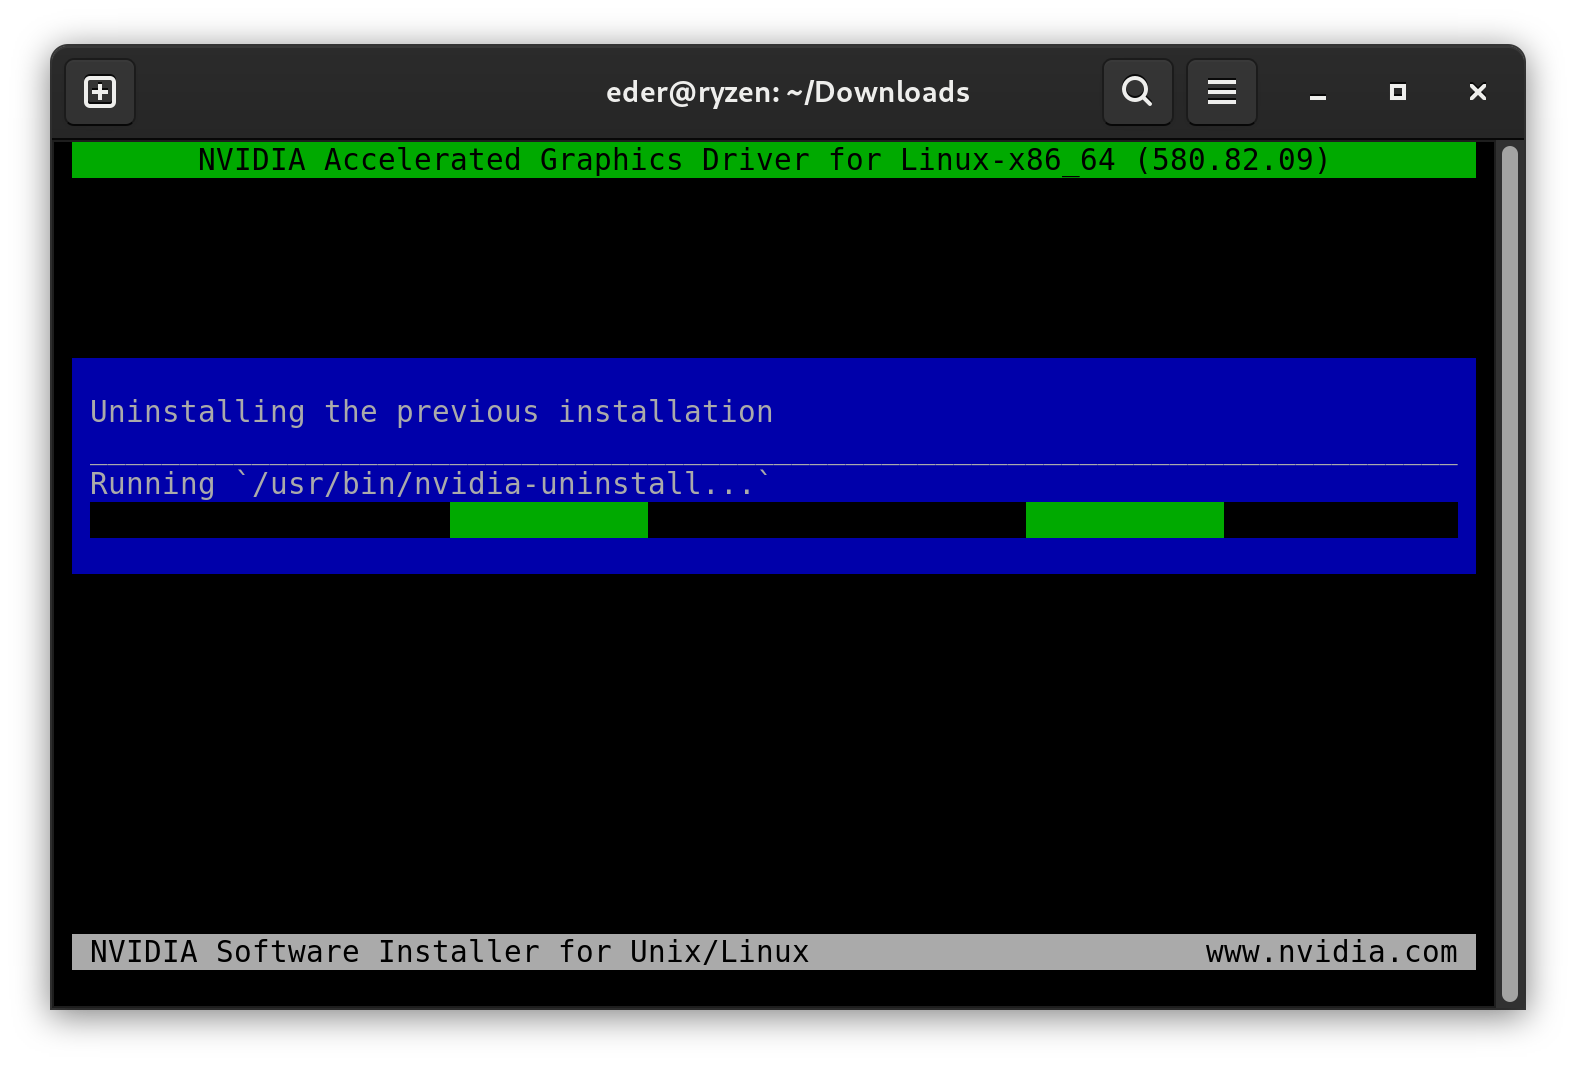 eder@ryzen: ~/Downloads
NVIDIA Accelerated Graphics Driver for Linux-x86_64 (580.82.09)
Uninstalling the previous installation
Running `/usr/bin/nvidia-uninstall...`
NVIDIA Software Installer for Unix/Linux www.nvidia.com